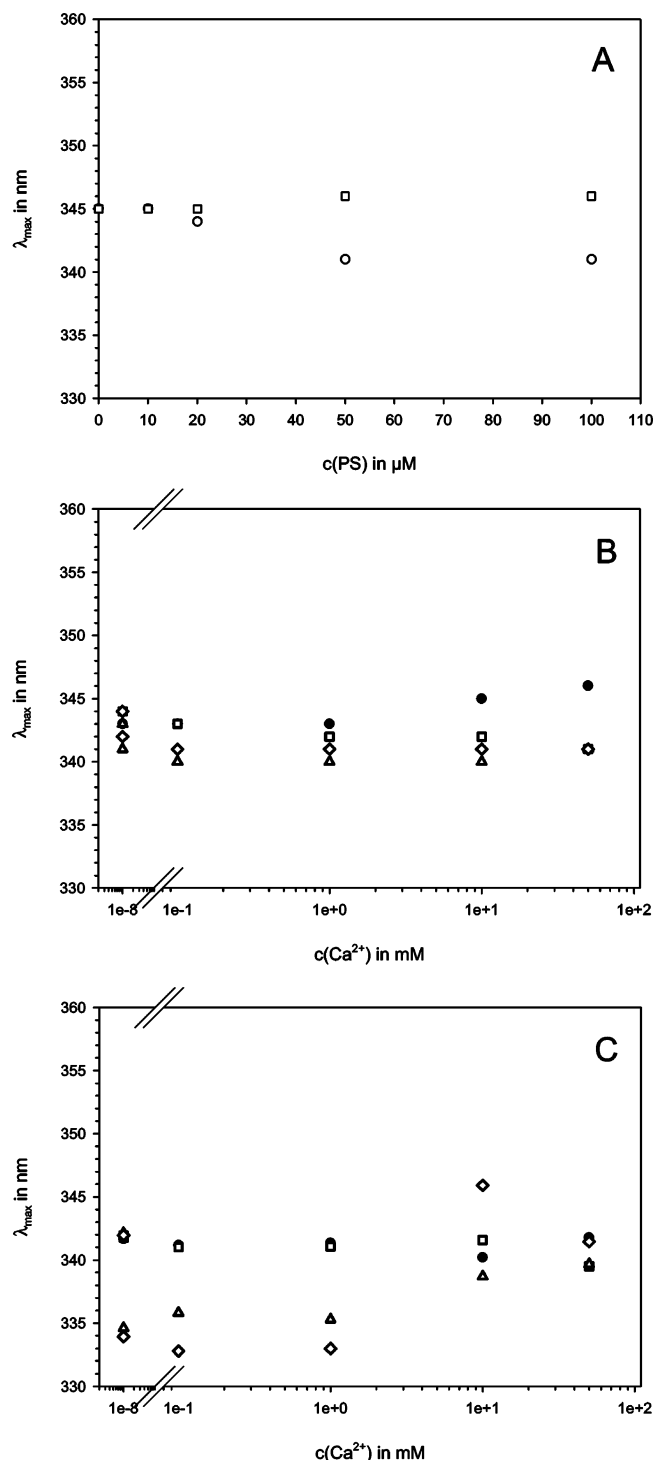 360
A
355
350
345
340
335
330
λmax in nm
0 10 20 30 40 50 60 70 80 90 100 110
c(PS) in µM
360
B
355
350
345
340
335
330
λmax in nm
1e-8 1e-1 1e+0 1e+1 1e+2
c(Ca²⁺) in mM
360
C
355
350
345
340
335
330
λmax in nm
1e-8 1e-1 1e+0 1e+1 1e+2
c(Ca²⁺) in mM